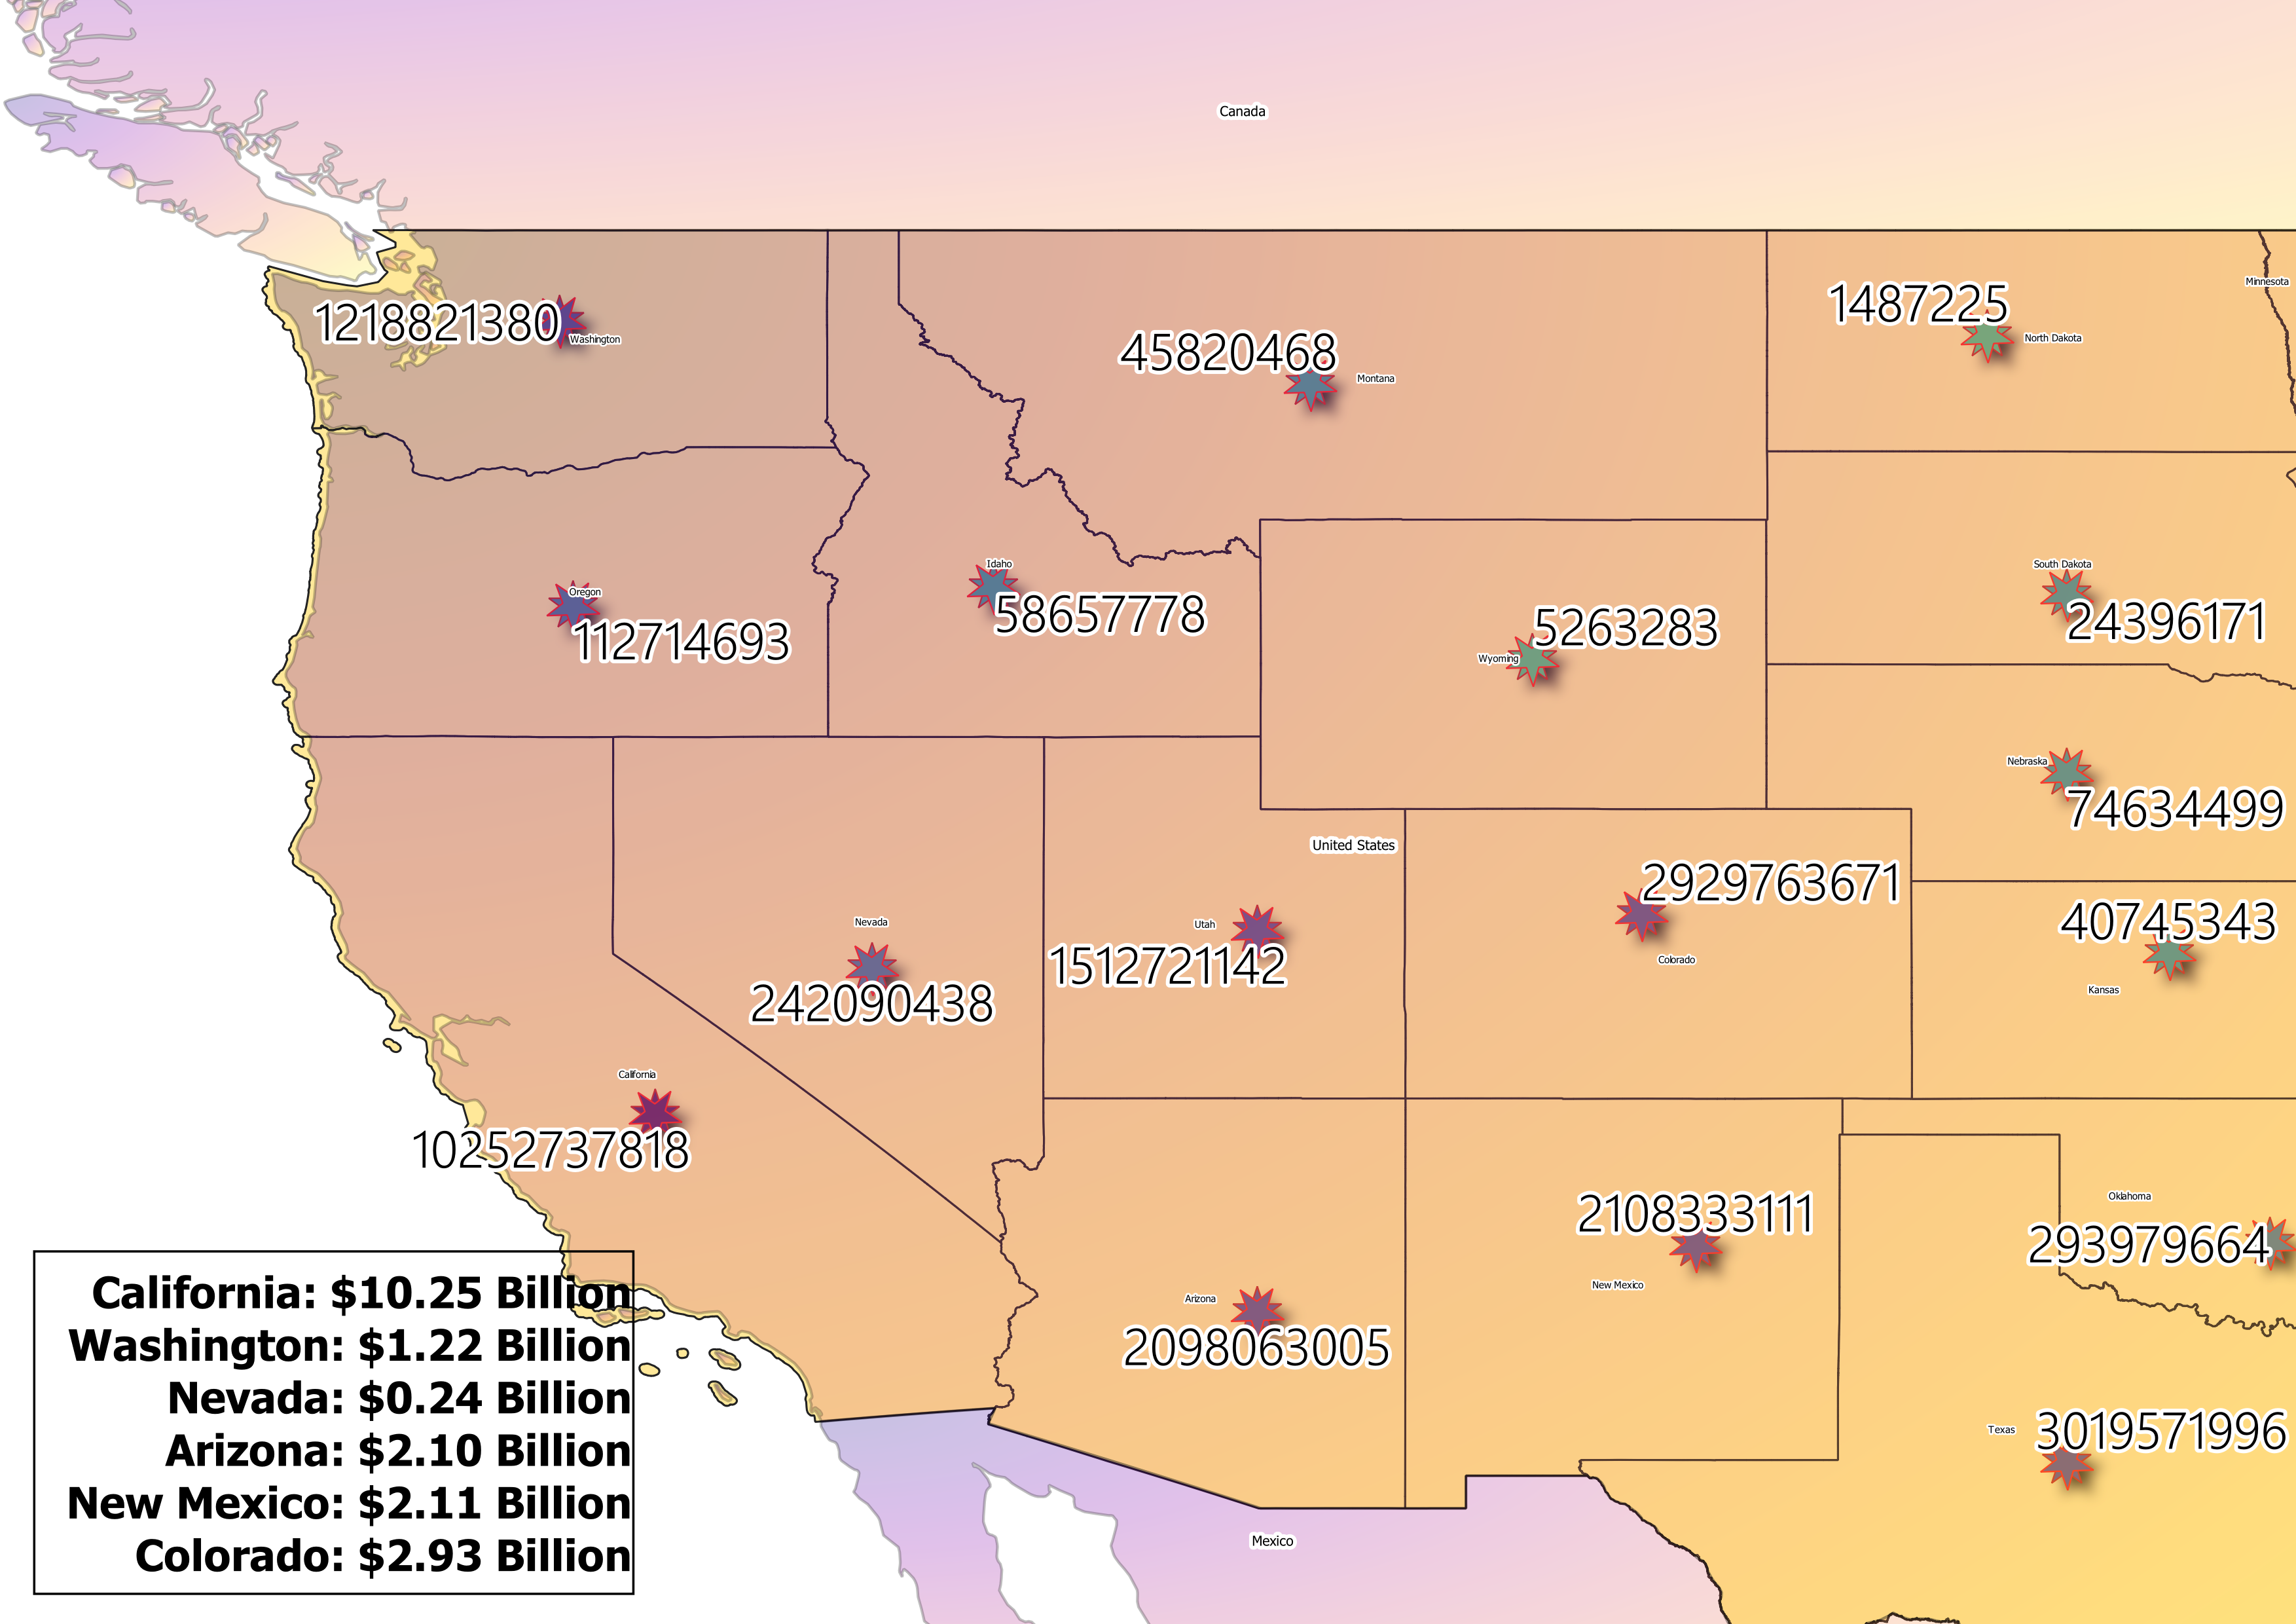 Canada
Minnesota
1487225
North Dakota
1218821380
Washington
45820468
Montana
Idaho
58657778
South Dakota
24396171
Oregon
112714693
5263283
Wyoming
Nebraska
74634499
United States
2929763671
Colorado
40745343
Kansas
Nevada
242090438
Utah
1512721142
California
10252737818
Oklahoma
293979664
2108333111
New Mexico
Arizona
2098063005
Texas
3019571996
Mexico
California: $10.25 Billion
Washington: $1.22 Billion
Nevada: $0.24 Billion
Arizona: $2.10 Billion
New Mexico: $2.11 Billion
Colorado: $2.93 Billion